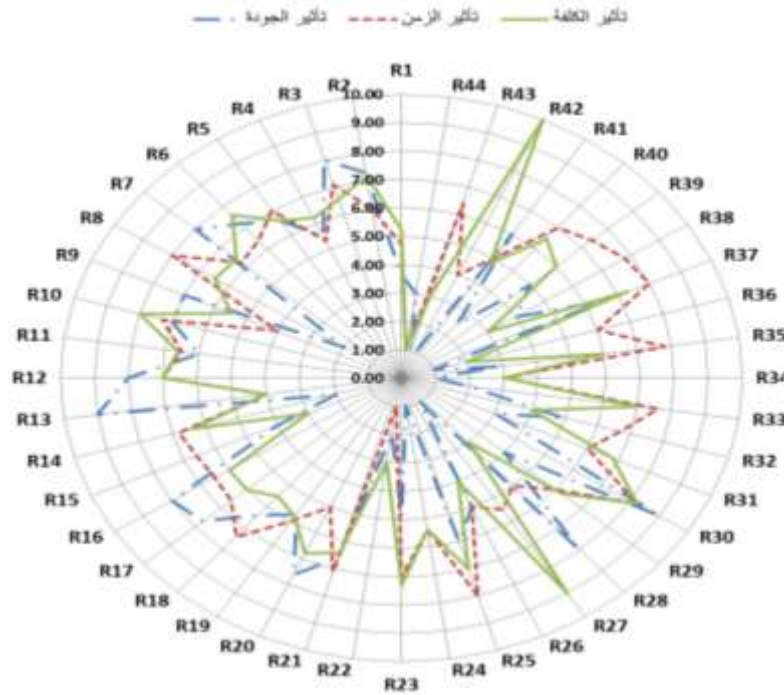 تأثير الجودة تأثير الزمن تأثير الكلفة
R1
R2
R3
R4
R5
R6
R7
R8
R9
R10
R11
R12
R13
R14
R15
R16
R17
R18
R19
R20
R21
R22
R23
R24
R25
R26
R27
R28
R29
R30
R31
R32
R33
R34
R35
R36
R37
R38
R39
R40
R41
R42
R43
R44
10.00
9.00
8.00
7.00
6.00
5.00
4.00
3.00
2.00
1.00
0.00